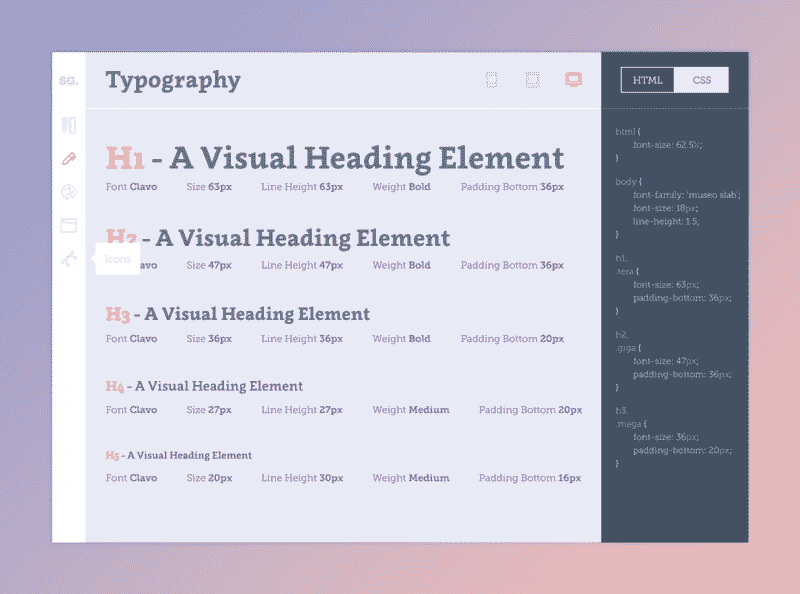 SG.
Typography
H1 - A Visual Heading Element
Font Clavo Size 63px Line Height 63px Weight Bold Padding Bottom 36px
H2 - A Visual Heading Element
Icons
avo Size 47px Line Height 47px Weight Bold Padding Bottom 36px
H3 - A Visual Heading Element
Font Clavo Size 36px Line Height 36px Weight Bold Padding Bottom 20px
H4 - A Visual Heading Element
Font Clavo Size 27px Line Height 27px Weight Medium Padding Bottom 20px
H5 - A Visual Heading Element
Font Clavo Size 20px Line Height 30px Weight Medium Padding Bottom 16px
HTML CSS
html {
font-size: 62.5%;
}
body {
font-family: 'museo slab';
font-size: 18px;
line-height: 1.5;
}
h1,
.tera {
font-size: 63px;
padding-bottom: 36px;
}
h2,
.giga {
font-size: 47px;
padding-bottom: 36px;
}
h3,
.mega {
font-size: 36px;
padding-bottom: 20px;
}